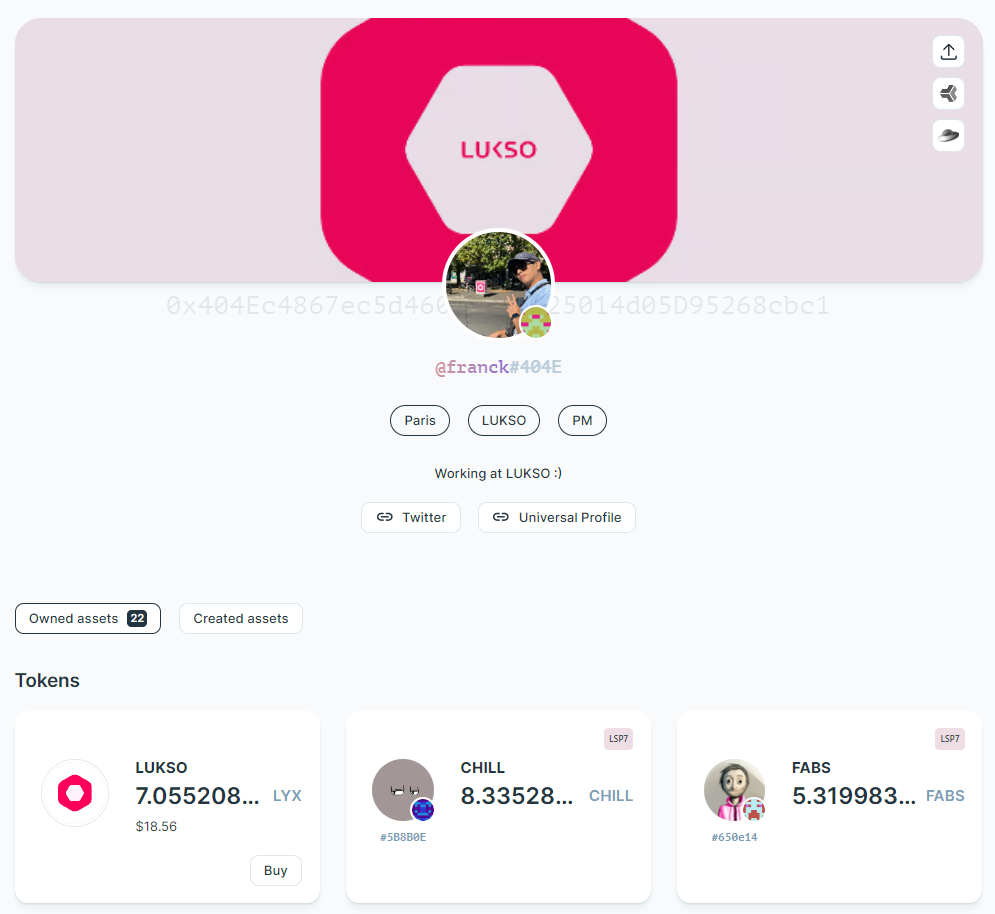 LUKSO
0x404Ec4867ec5d460 25014d05D95268cbc1
@franck#404E
Paris LUKSO PM
Working at LUKSO :)
Twitter Universal Profile
Owned assets 22 Created assets
Tokens
LSP7 LSP7
LUKSO CHILL FABS
7.055208... LYX 8.33528... CHILL 5.319983... FABS
$18.56
#5B8B0E #650e14
Buy